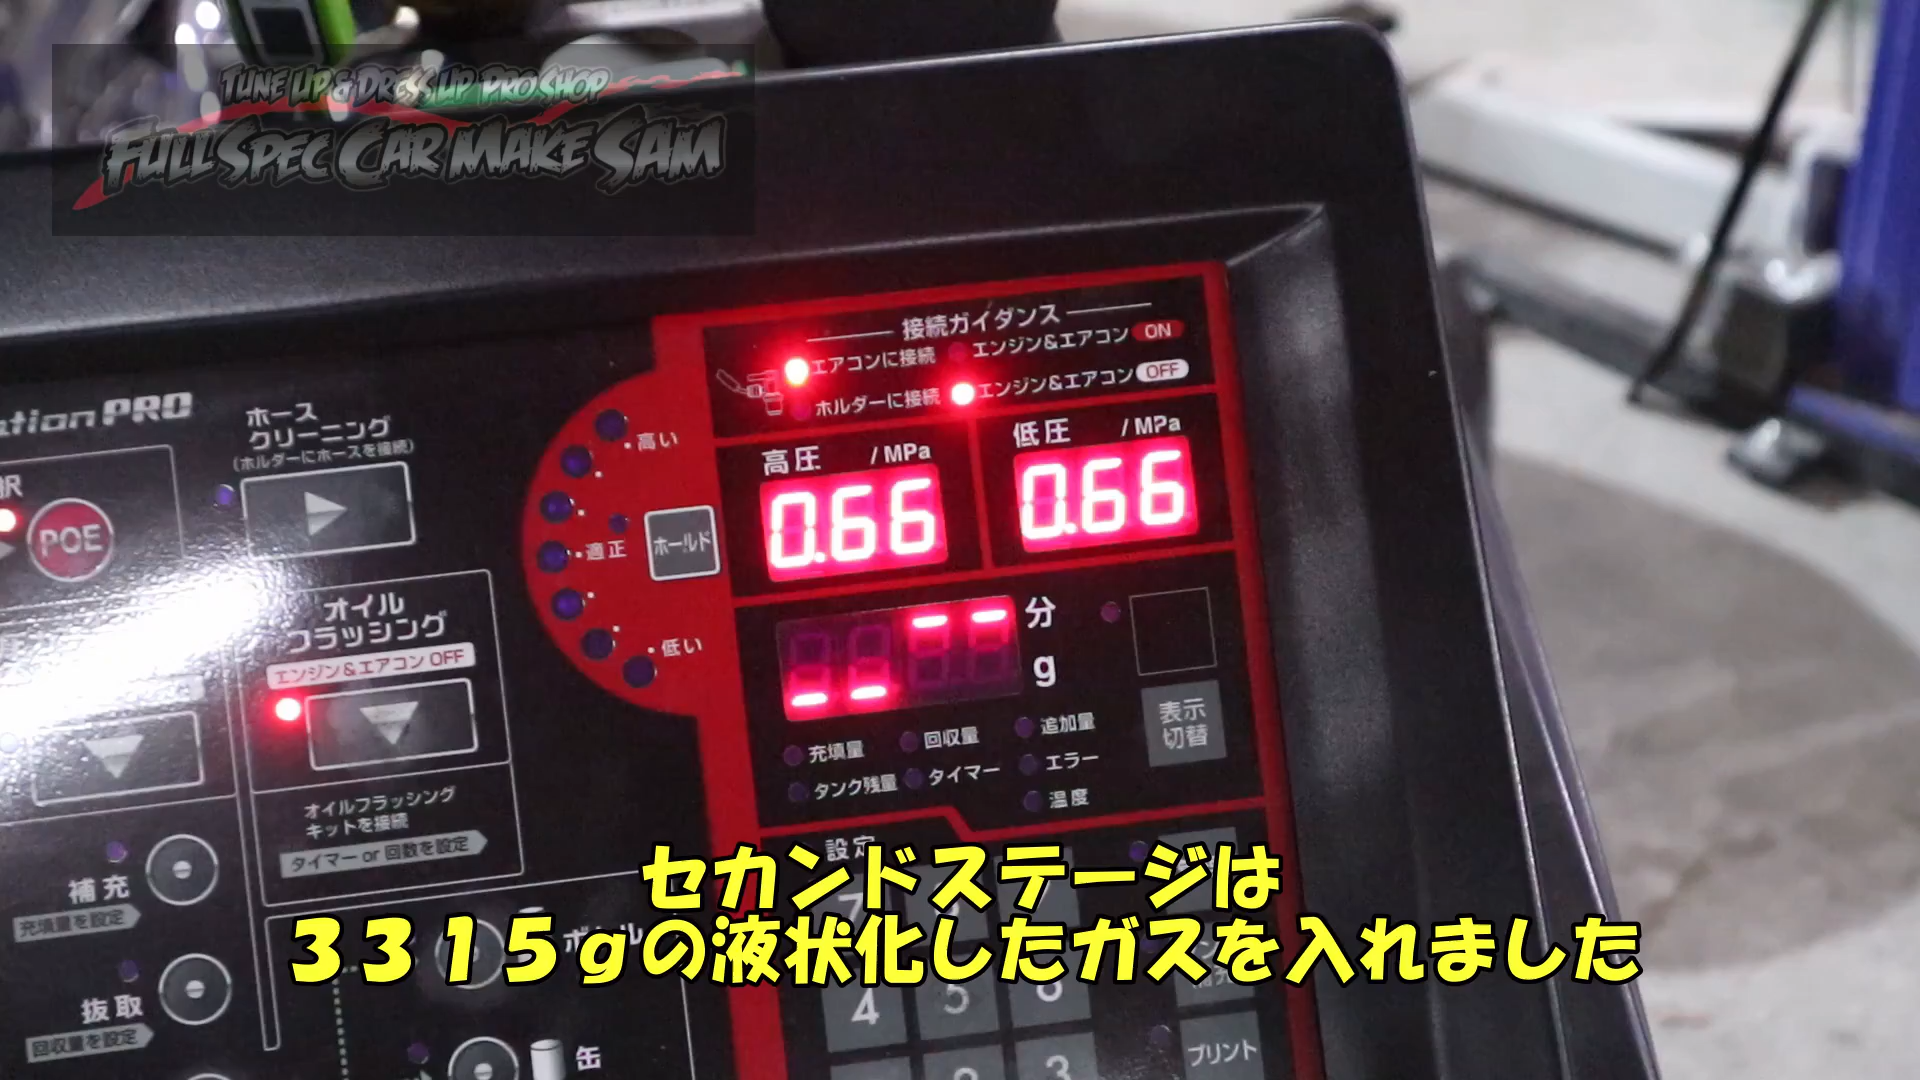 TUNE UP & DRESS UP PRO SHOP
FULL SPEC CAR MAKE SAM
接続ガイダンス
エアコンに接続
エンジン&エアコン ON
ホルダーに接続
エンジン&エアコン OFF
PRO
ホース
クリーニング
(ホルダーにホースを接続)
POE
高い
適正
低い
ホールド
高圧 / MPa
低圧 / MPa
0.66
0.66
分
g
オイル
フラッシング
エンジン&エアコン OFF
表示
切替
充填量
回収量
追加量
タンク残量
タイマー
エラー
温度
オイルフラッシング
キットを接続
タイマー or 回数を設定
設定
補充
充填量を設定
抜取
回収量を設定
缶
4
5
6
3
プリント
セカンドステージは
3315gの液状化したガスを入れました